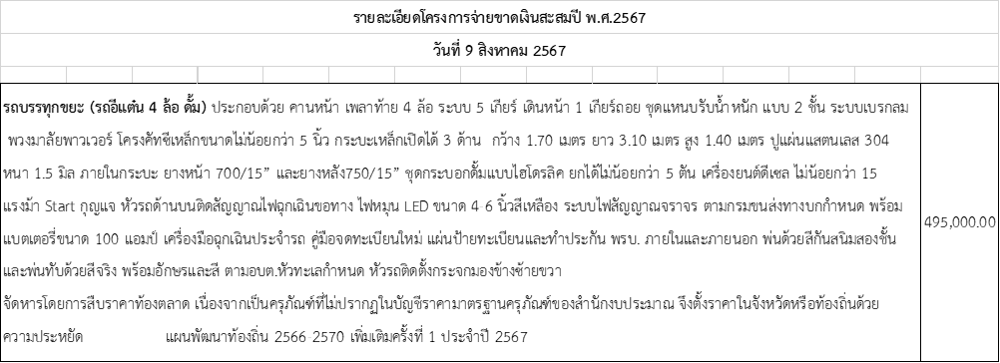 รายละเอียดโครงการจ่ายขาดเงินสะสมปี พ.ศ.2567
วันที่ 9 สิงหาคม 2567
รถบรรทุกขยะ (รถอีแต๋น 4 ล้อ ดั้ม) ประกอบด้วย คานหน้า เพลาท้าย 4 ล้อ ระบบ 5 เกียร์ เดินหน้า 1 เกียร์ถอย ชุดแหนบรับน้ำหนัก แบบ 2 ชั้น ระบบเบรกลม
พวงมาลัยพาวเวอร์ โครงคัทซีเหล็กขนาดไม่น้อยกว่า 5 นิ้ว กระบะเหล็กเปิดได้ 3 ด้าน กว้าง 1.70 เมตร ยาว 3.10 เมตร สูง 1.40 เมตร ปูแผ่นแสตนเลส 304
หนา 1.5 มิล ภายในกระบะ ยางหน้า 700/15” และยางหลัง750/15” ชุดกระบอกดั้มแบบไฮโดรลิค ยกได้ไม่น้อยกว่า 5 ตัน เครื่องยนต์ดีเซล ไม่น้อยกว่า 15
แรงม้า Start กุญแจ หัวรถด้านบนติดสัญญาณไฟฉุกเฉินขอทาง ไฟหมุน LED ขนาด 4-6 นิ้วสีเหลือง ระบบไฟสัญญาณจราจร ตามกรมขนส่งทางบกกำหนด พร้อม
แบตเตอรี่ขนาด 100 แอมป์ เครื่องมือฉุกเฉินประจำรถ คู่มือจดทะเบียนใหม่ แผ่นป้ายทะเบียนและทำประกัน พรบ. ภายในและภายนอก พ่นด้วยสีกันสนิมสองชั้น
และพ่นทับด้วยสีจริง พร้อมอักษรและสี ตามอบต.หัวทะเลกำหนด หัวรถติดตั้งกระจกมองข้างซ้ายขวา
จัดหารโดยการสืบราคาท้องตลาด เนื่องจากเป็นครุภัณฑ์ที่ไม่ปรากฏในบัญชีราคามาตรฐานครุภัณฑ์ของสำนักงบประมาณ จึงตั้งราคาในจังหวัดหรือท้องถิ่นด้วย
ความประหยัด แผนพัฒนาท้องถิ่น 2566-2570 เพิ่มเติมครั้งที่ 1 ประจำปี 2567
495,000.00